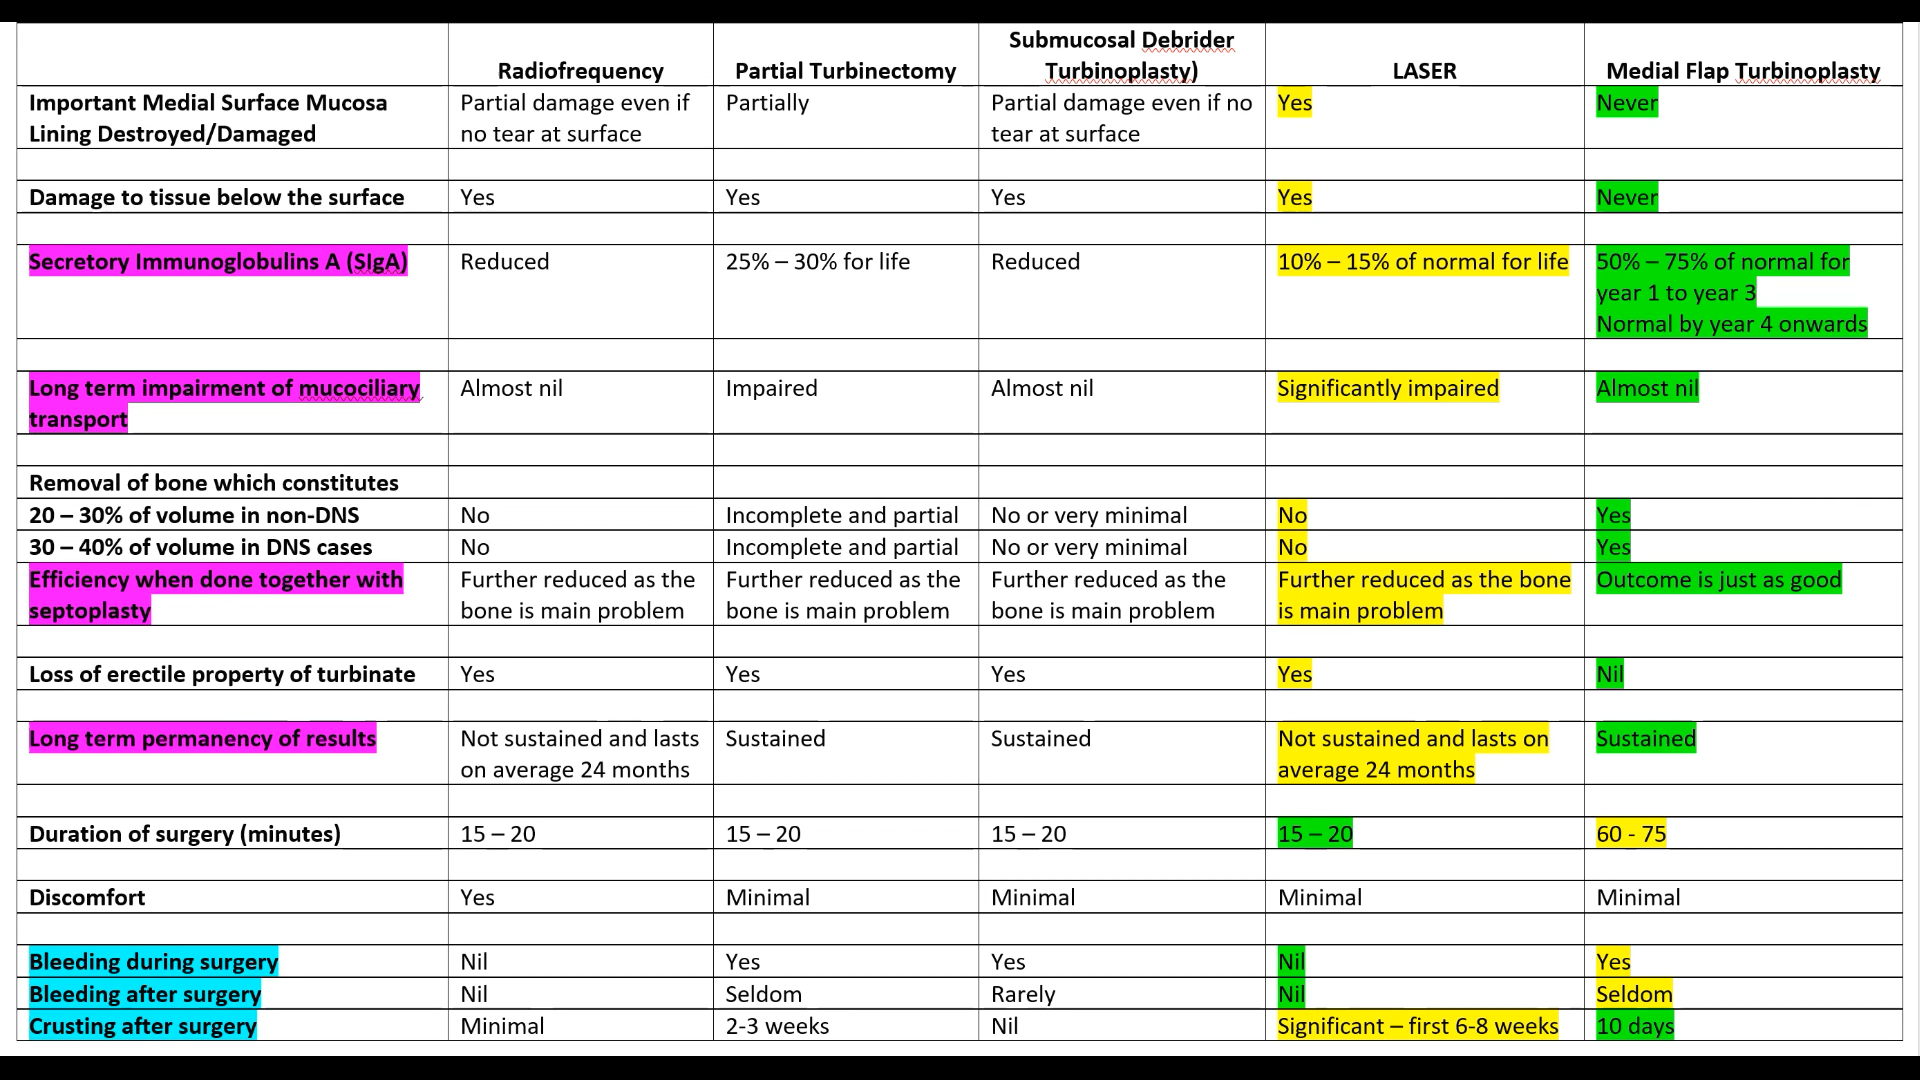 Radiofrequency Partial Turbinectomy Submucosal Debrider Turbinoplasty) LASER Medial Flap Turbinoplasty
Important Medial Surface Mucosa Lining Destroyed/Damaged Partial damage even if no tear at surface Partially Partial damage even if no tear at surface Yes Never
Damage to tissue below the surface Yes Yes Yes Yes Never
Secretory Immunoglobulins A (SIgA) Reduced 25% – 30% for life Reduced 10% – 15% of normal for life 50% – 75% of normal for year 1 to year 3 Normal by year 4 onwards
Long term impairment of mucociliary transport Almost nil Impaired Almost nil Significantly impaired Almost nil
Removal of bone which constitutes
20 – 30% of volume in non-DNS No Incomplete and partial No or very minimal No Yes
30 – 40% of volume in DNS cases No Incomplete and partial No or very minimal No Yes
Efficiency when done together with septoplasty Further reduced as the bone is main problem Further reduced as the bone is main problem Further reduced as the bone is main problem Further reduced as the bone is main problem Outcome is just as good
Loss of erectile property of turbinate Yes Yes Yes Yes Nil
Long term permanency of results Not sustained and lasts on average 24 months Sustained Sustained Not sustained and lasts on average 24 months Sustained
Duration of surgery (minutes) 15 – 20 15 – 20 15 – 20 15 – 20 60 - 75
Discomfort Yes Minimal Minimal Minimal Minimal
Bleeding during surgery Nil Yes Yes Nil Yes
Bleeding after surgery Nil Seldom Rarely Nil Seldom
Crusting after surgery Minimal 2-3 weeks Nil Significant – first 6-8 weeks 10 days